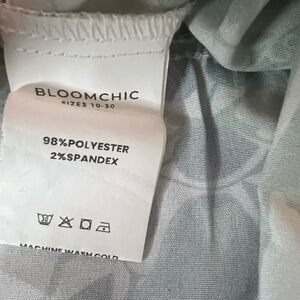 BLOOMCHIC
SIZES 10-30
98%POLYESTER
2%SPANDEX
MACHINE WASH COLD